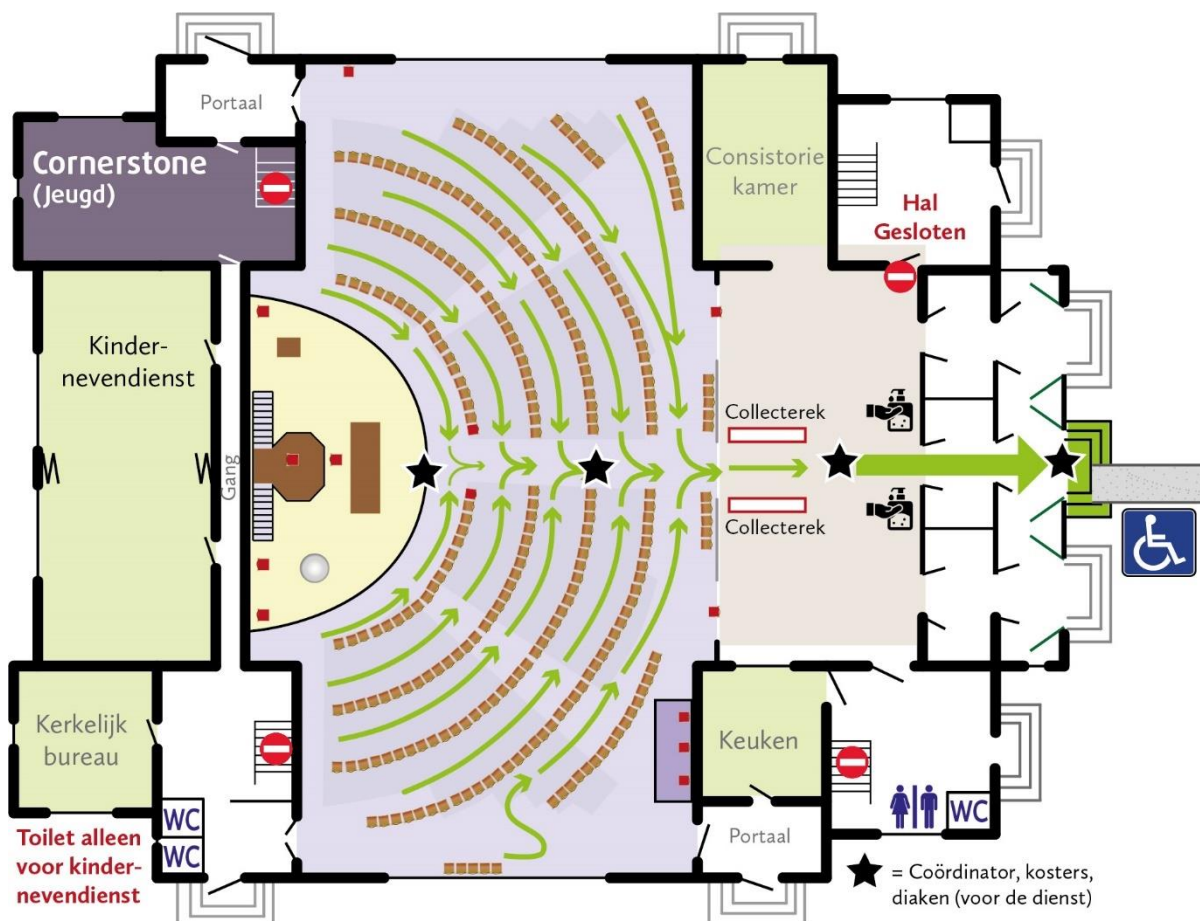 Portaal
Cornerstone
(Jeugd)
Consistorie
kamer
Hal
Gesloten
Kinder-
nevendienst
Gang
Collecterek
Collecterek
Kerkelijk
bureau
Keuken
WC
WC
WC
Portaal
Toilet alleen
voor kinder-
nevendienst
= Coördinator, kosters,
diaken (voor de dienst)